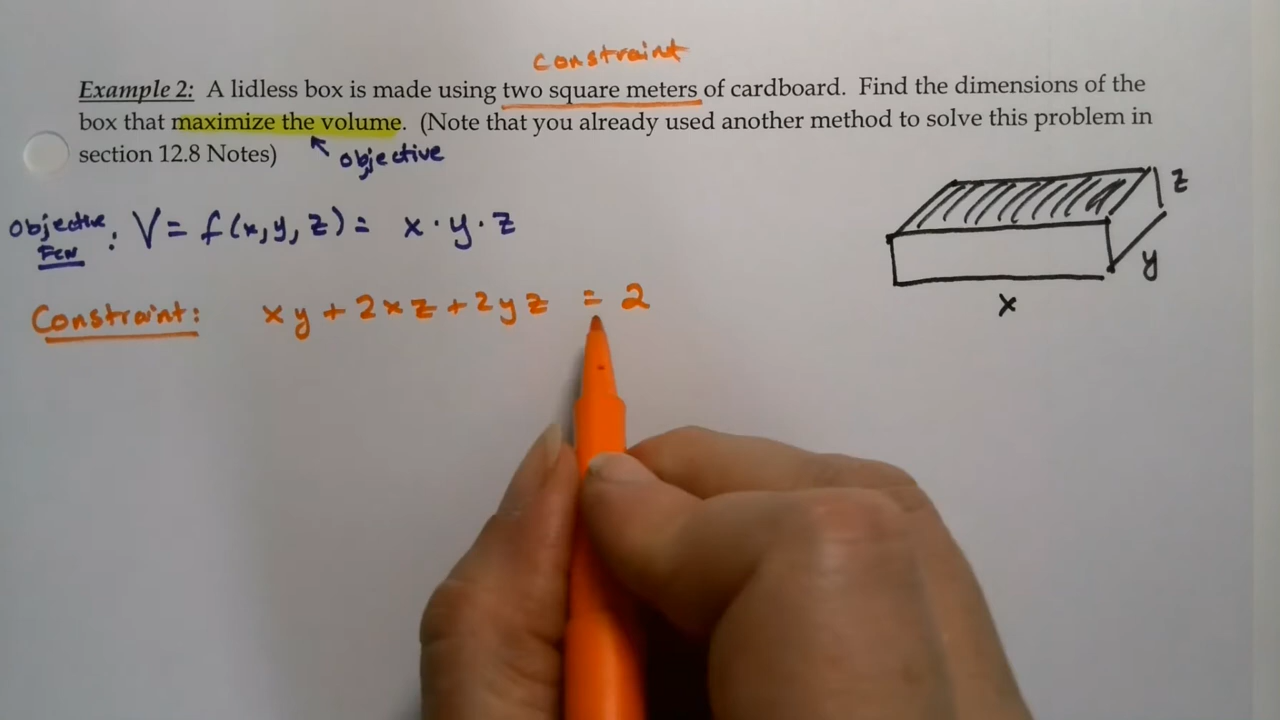 constraint
Example 2: A lidless box is made using two square meters of cardboard. Find the dimensions of the
box that maximize the volume. (Note that you already used another method to solve this problem in
section 12.8 Notes)
objective
Objective Fcn : V = f(x, y, z) = x · y · z
Constraint: xy + 2xz + 2yz = 2
z
y
x